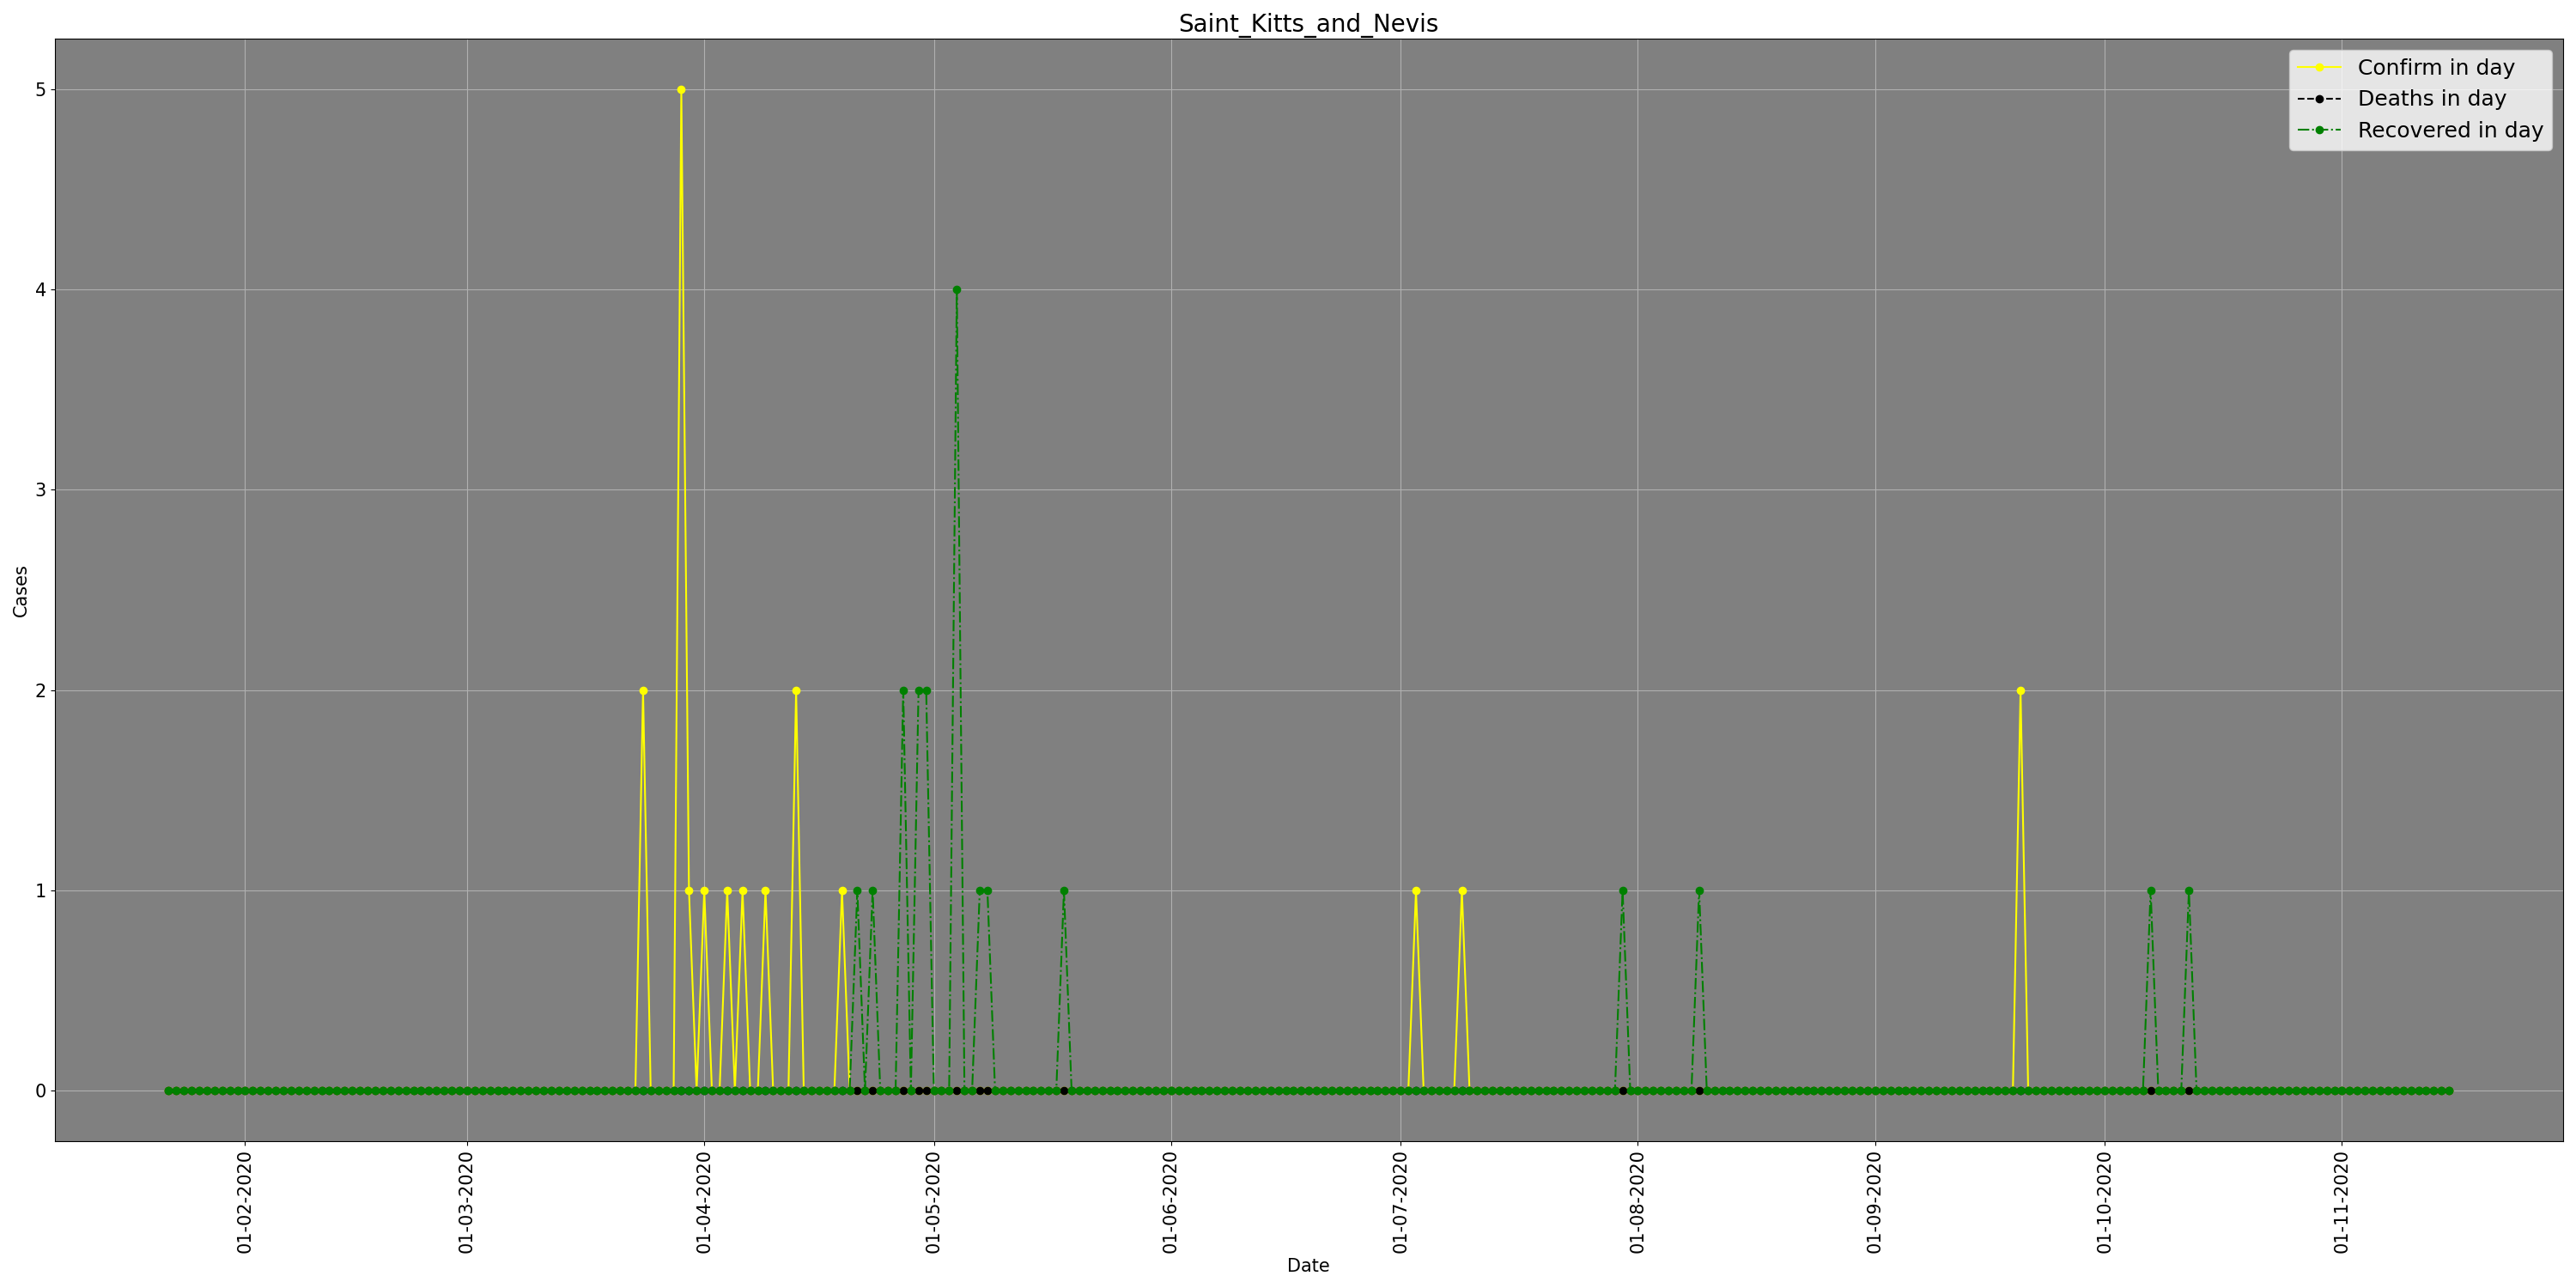 Saint_Kitts_and_Nevis
Confirm in day
Deaths in day
Recovered in day
5
4
3
2
1
0
Cases
01-02-2020
01-03-2020
01-04-2020
01-05-2020
01-06-2020
01-07-2020
01-08-2020
01-09-2020
01-10-2020
01-11-2020
Date